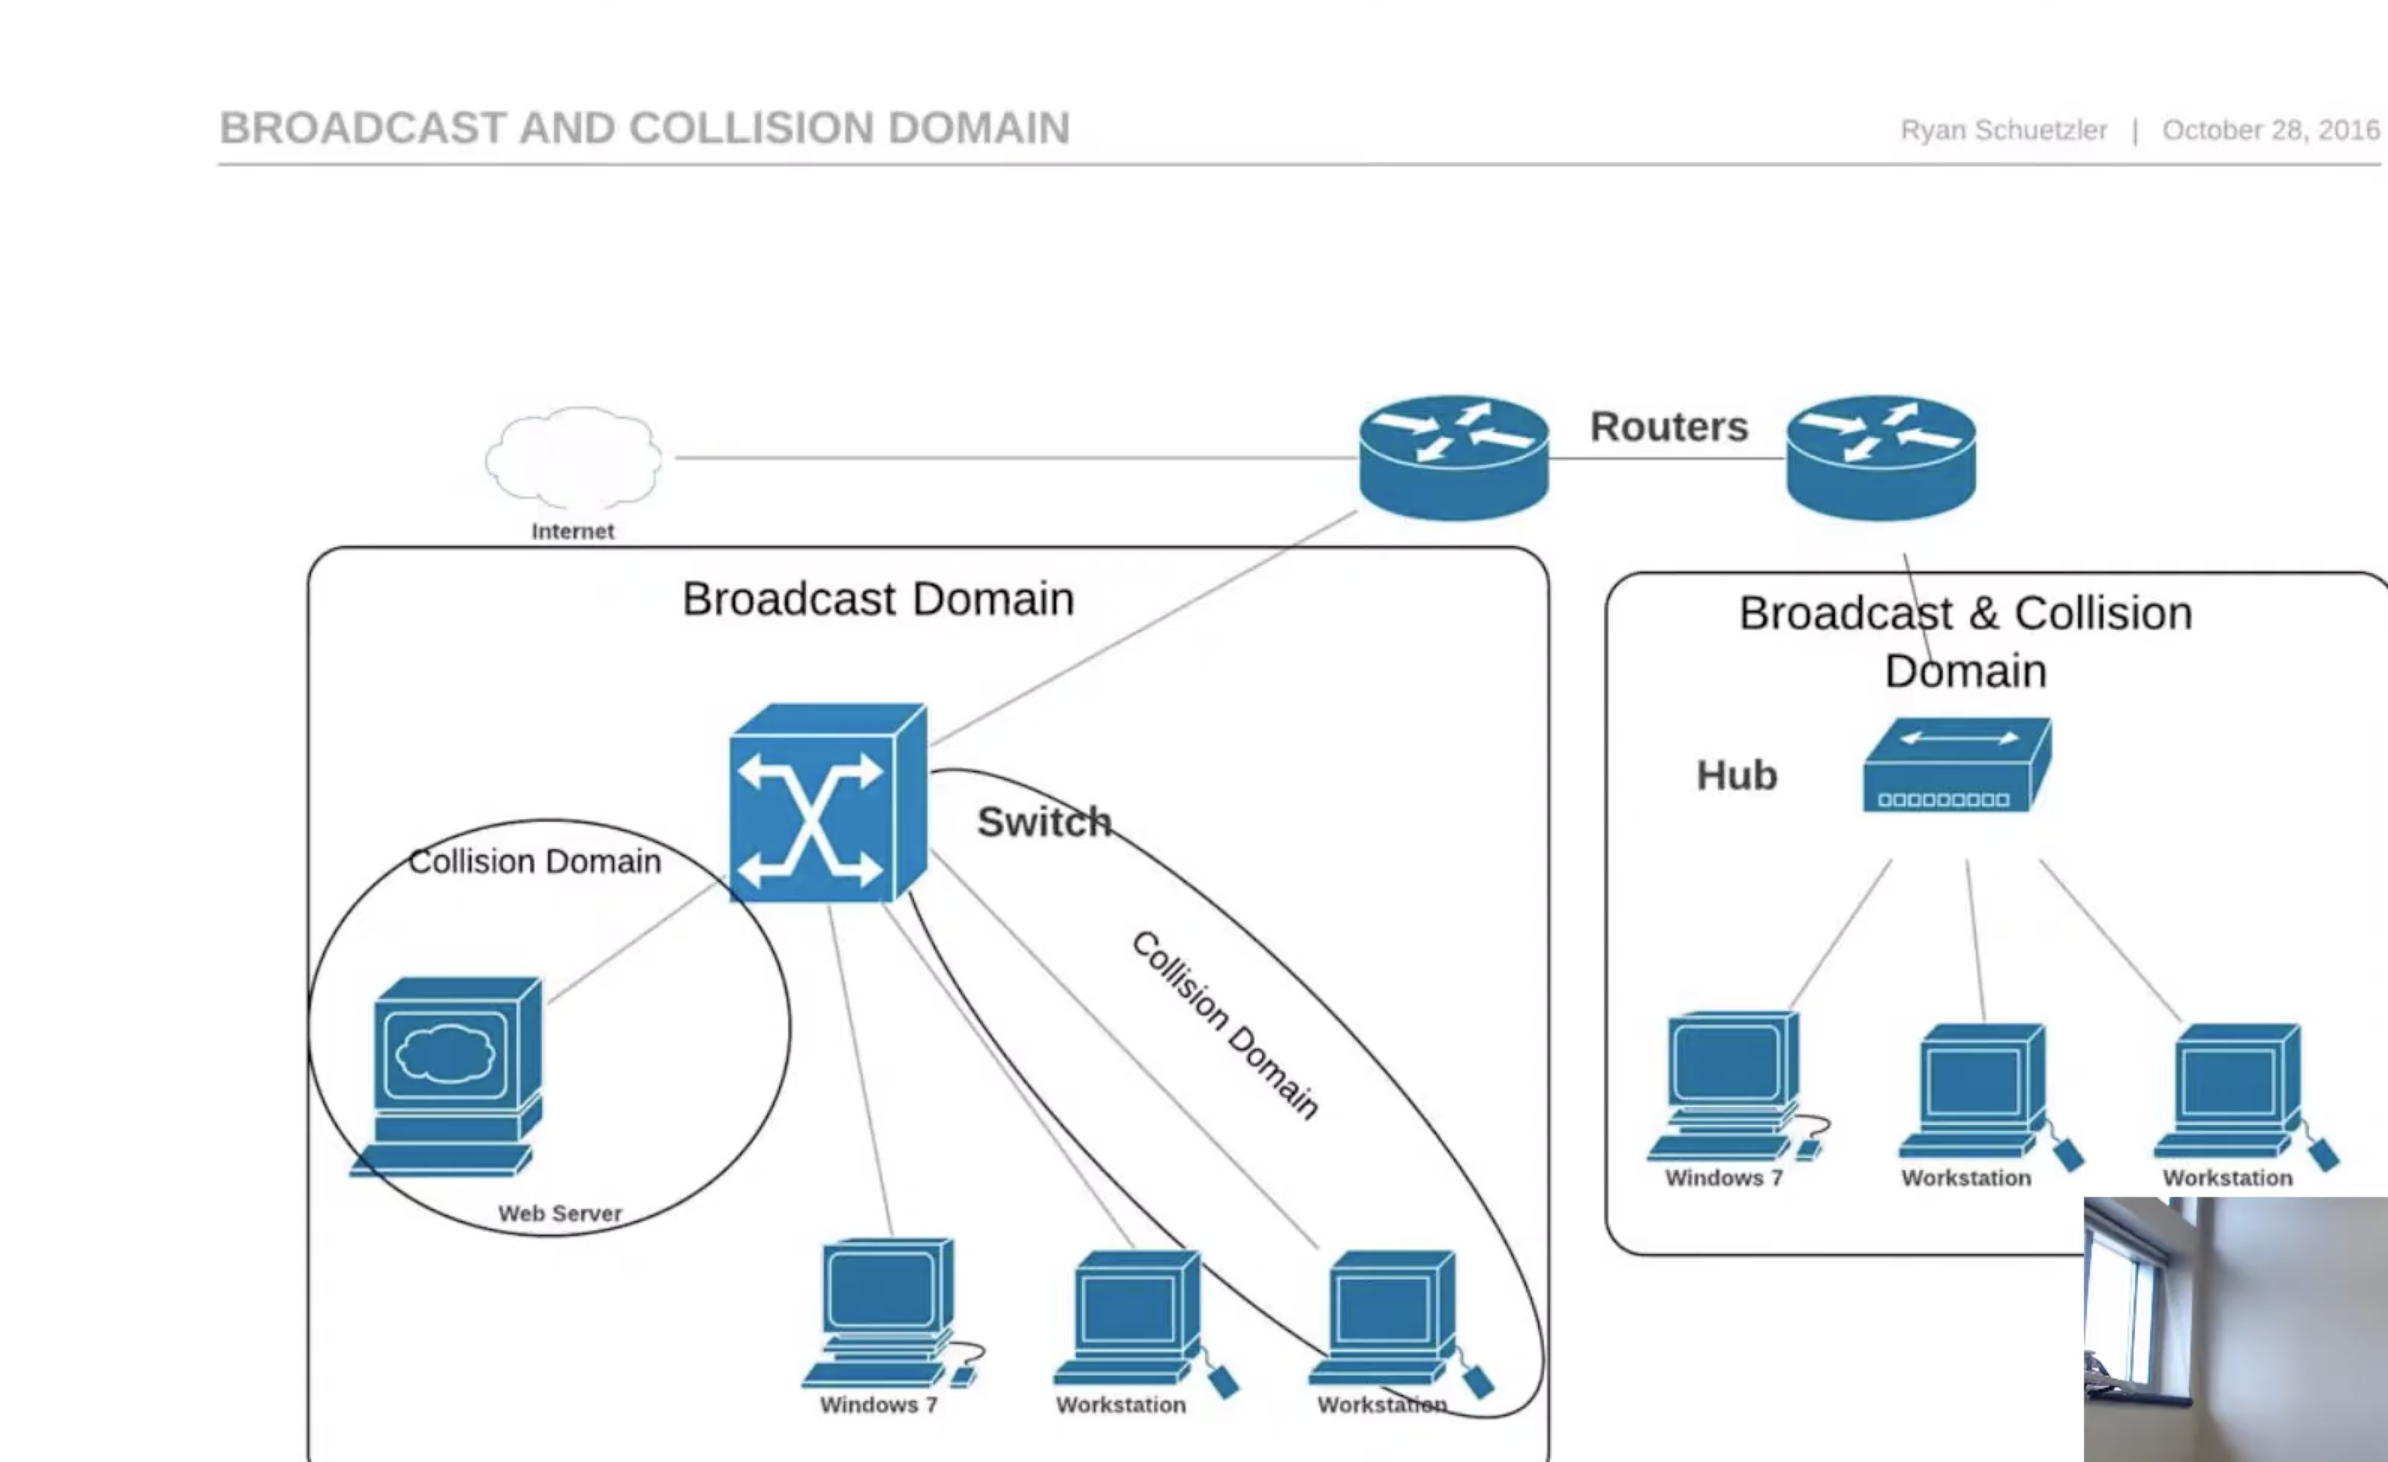 BROADCAST AND COLLISION DOMAIN
Ryan Schuetzler | October 28, 2016
Routers
Internet
Broadcast Domain
Broadcast & Collision
Domain
Hub
Switch
Collision Domain
Collision Domain
Web Server
Windows 7
Workstation
Workstation
Windows 7
Workstation
Workstation